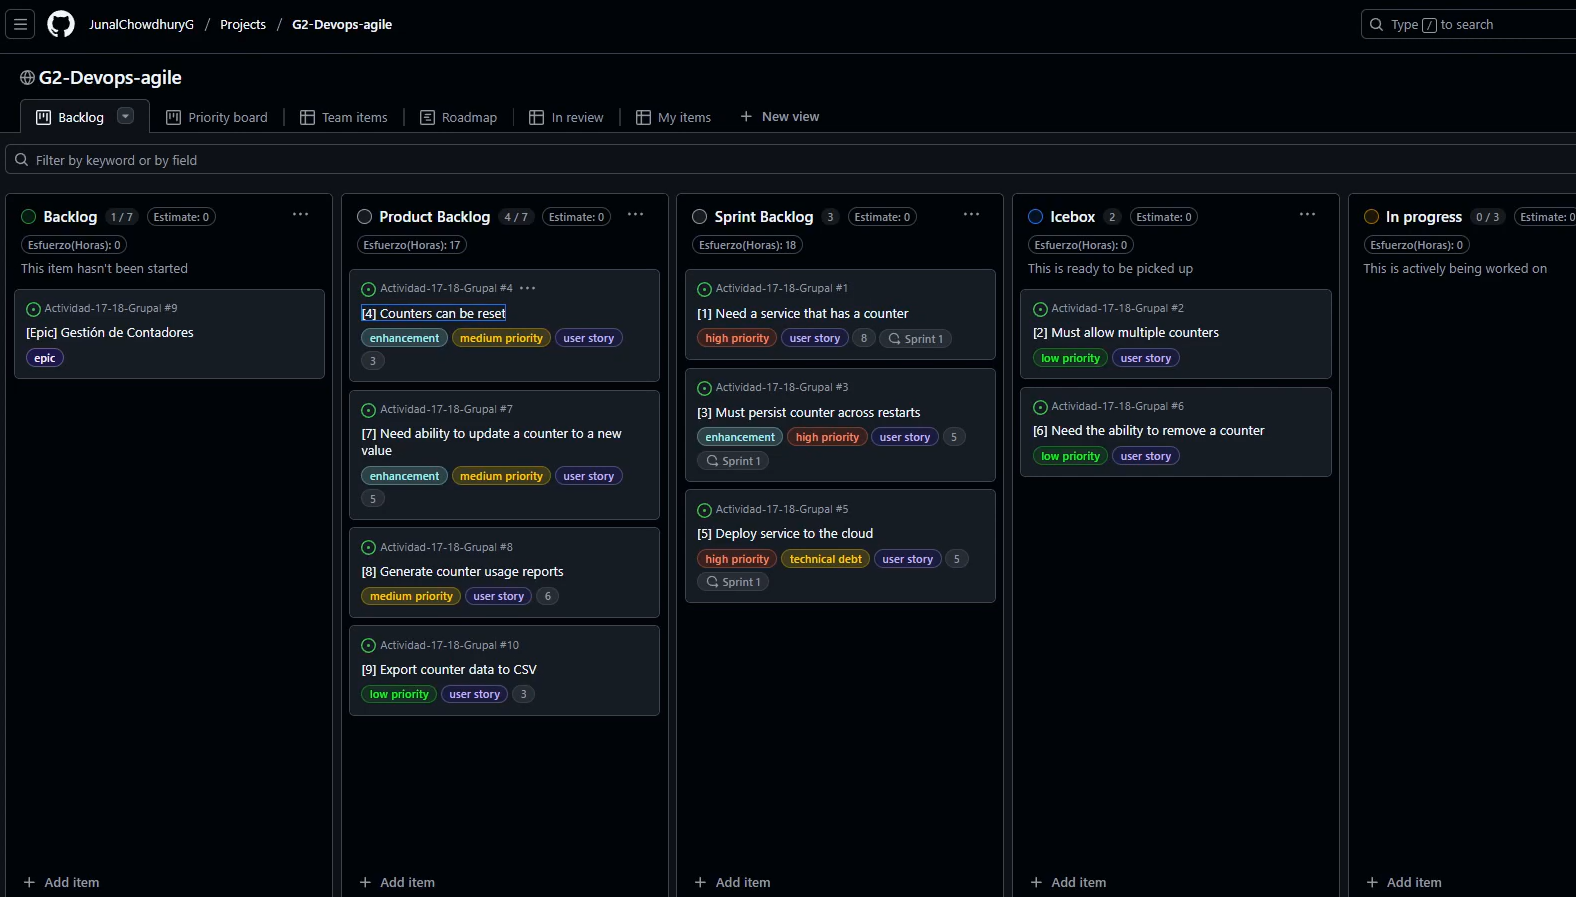 JunalChowdhuryG / Projects / G2-Devops-agile
Type / to search
G2-Devops-agile
Backlog
Priority board
Team items
Roadmap
In review
My items
+ New view
Filter by keyword or by field
Backlog 1 / 7 Estimate: 0 ...
Esfuerzo(Horas): 0
This item hasn't been started
Actividad-17-18-Grupal #9
[Epic] Gestión de Contadores
epic
+ Add item
Product Backlog 4 / 7 Estimate: 0 ...
Esfuerzo(Horas): 17
Actividad-17-18-Grupal #4 ...
[4] Counters can be reset
enhancement medium priority user story
3
Actividad-17-18-Grupal #7
[7] Need ability to update a counter to a new
value
enhancement medium priority user story
5
Actividad-17-18-Grupal #8
[8] Generate counter usage reports
medium priority user story 6
Actividad-17-18-Grupal #10
[9] Export counter data to CSV
low priority user story 3
+ Add item
Sprint Backlog 3 Estimate: 0 ...
Esfuerzo(Horas): 18
Actividad-17-18-Grupal #1
[1] Need a service that has a counter
high priority user story 8 Sprint 1
Actividad-17-18-Grupal #3
[3] Must persist counter across restarts
enhancement high priority user story 5
Sprint 1
Actividad-17-18-Grupal #5
[5] Deploy service to the cloud
high priority technical debt user story 5
Sprint 1
+ Add item
Icebox 2 Estimate: 0 ...
Esfuerzo(Horas): 0
This is ready to be picked up
Actividad-17-18-Grupal #2
[2] Must allow multiple counters
low priority user story
Actividad-17-18-Grupal #6
[6] Need the ability to remove a counter
low priority user story
+ Add item
In progress 0 / 3 Estimate: 0
Esfuerzo(Horas): 0
This is actively being worked on
+ Add item